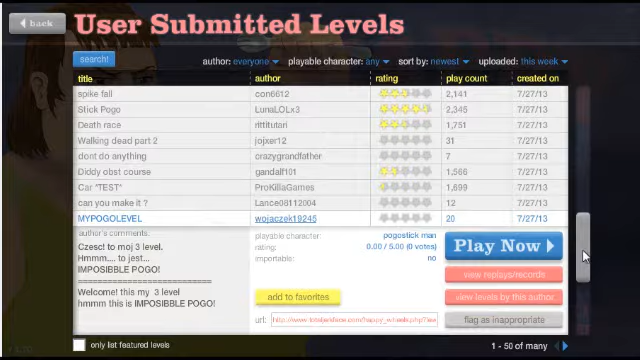 back
User Submitted Levels
search!
author: everyone playable character: any sort by: newest uploaded: this week
title author rating play count created on
spike fall con6612 2,141 7/27/13
Stick Pogo LunaLOLx3 2,345 7/27/13
Death race rittitutari 1,751 7/27/13
Walking dead part 2 jojxer12 31 7/27/13
dont do anything crazygrandfather 7 7/27/13
Diddy obst course gandalf101 1,566 7/27/13
Car "TEST" ProKillaGames 1,699 7/27/13
can you make it ? Lance08112004 12 7/27/13
MYPOGOLEVEL wojaczek19245 20 7/27/13
author's comments:
Czesct to moj 3 level.
Hmmm.... to jest...
IMPOSIBBLE POGO!
========================
Welcome! this my 3 level
hmmm this is IMPOSIBBLE POGO!
playable character: pogostick man
rating: 0.00 / 5.00 (0 votes)
importable: no
add to favorites
Play Now
view replays/records
view levels by this author
flag as inappropriate
url:
only list featured levels
1 - 50 of many